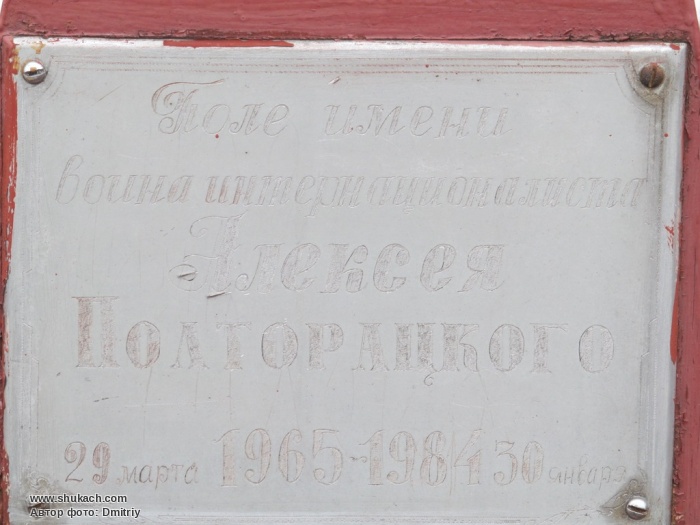 Поле имени
воина интернационалиста
Алексея
Полторацкого
29 марта 1965-1984 30 января
www.shukach.com
Автор фото: Dmitriy